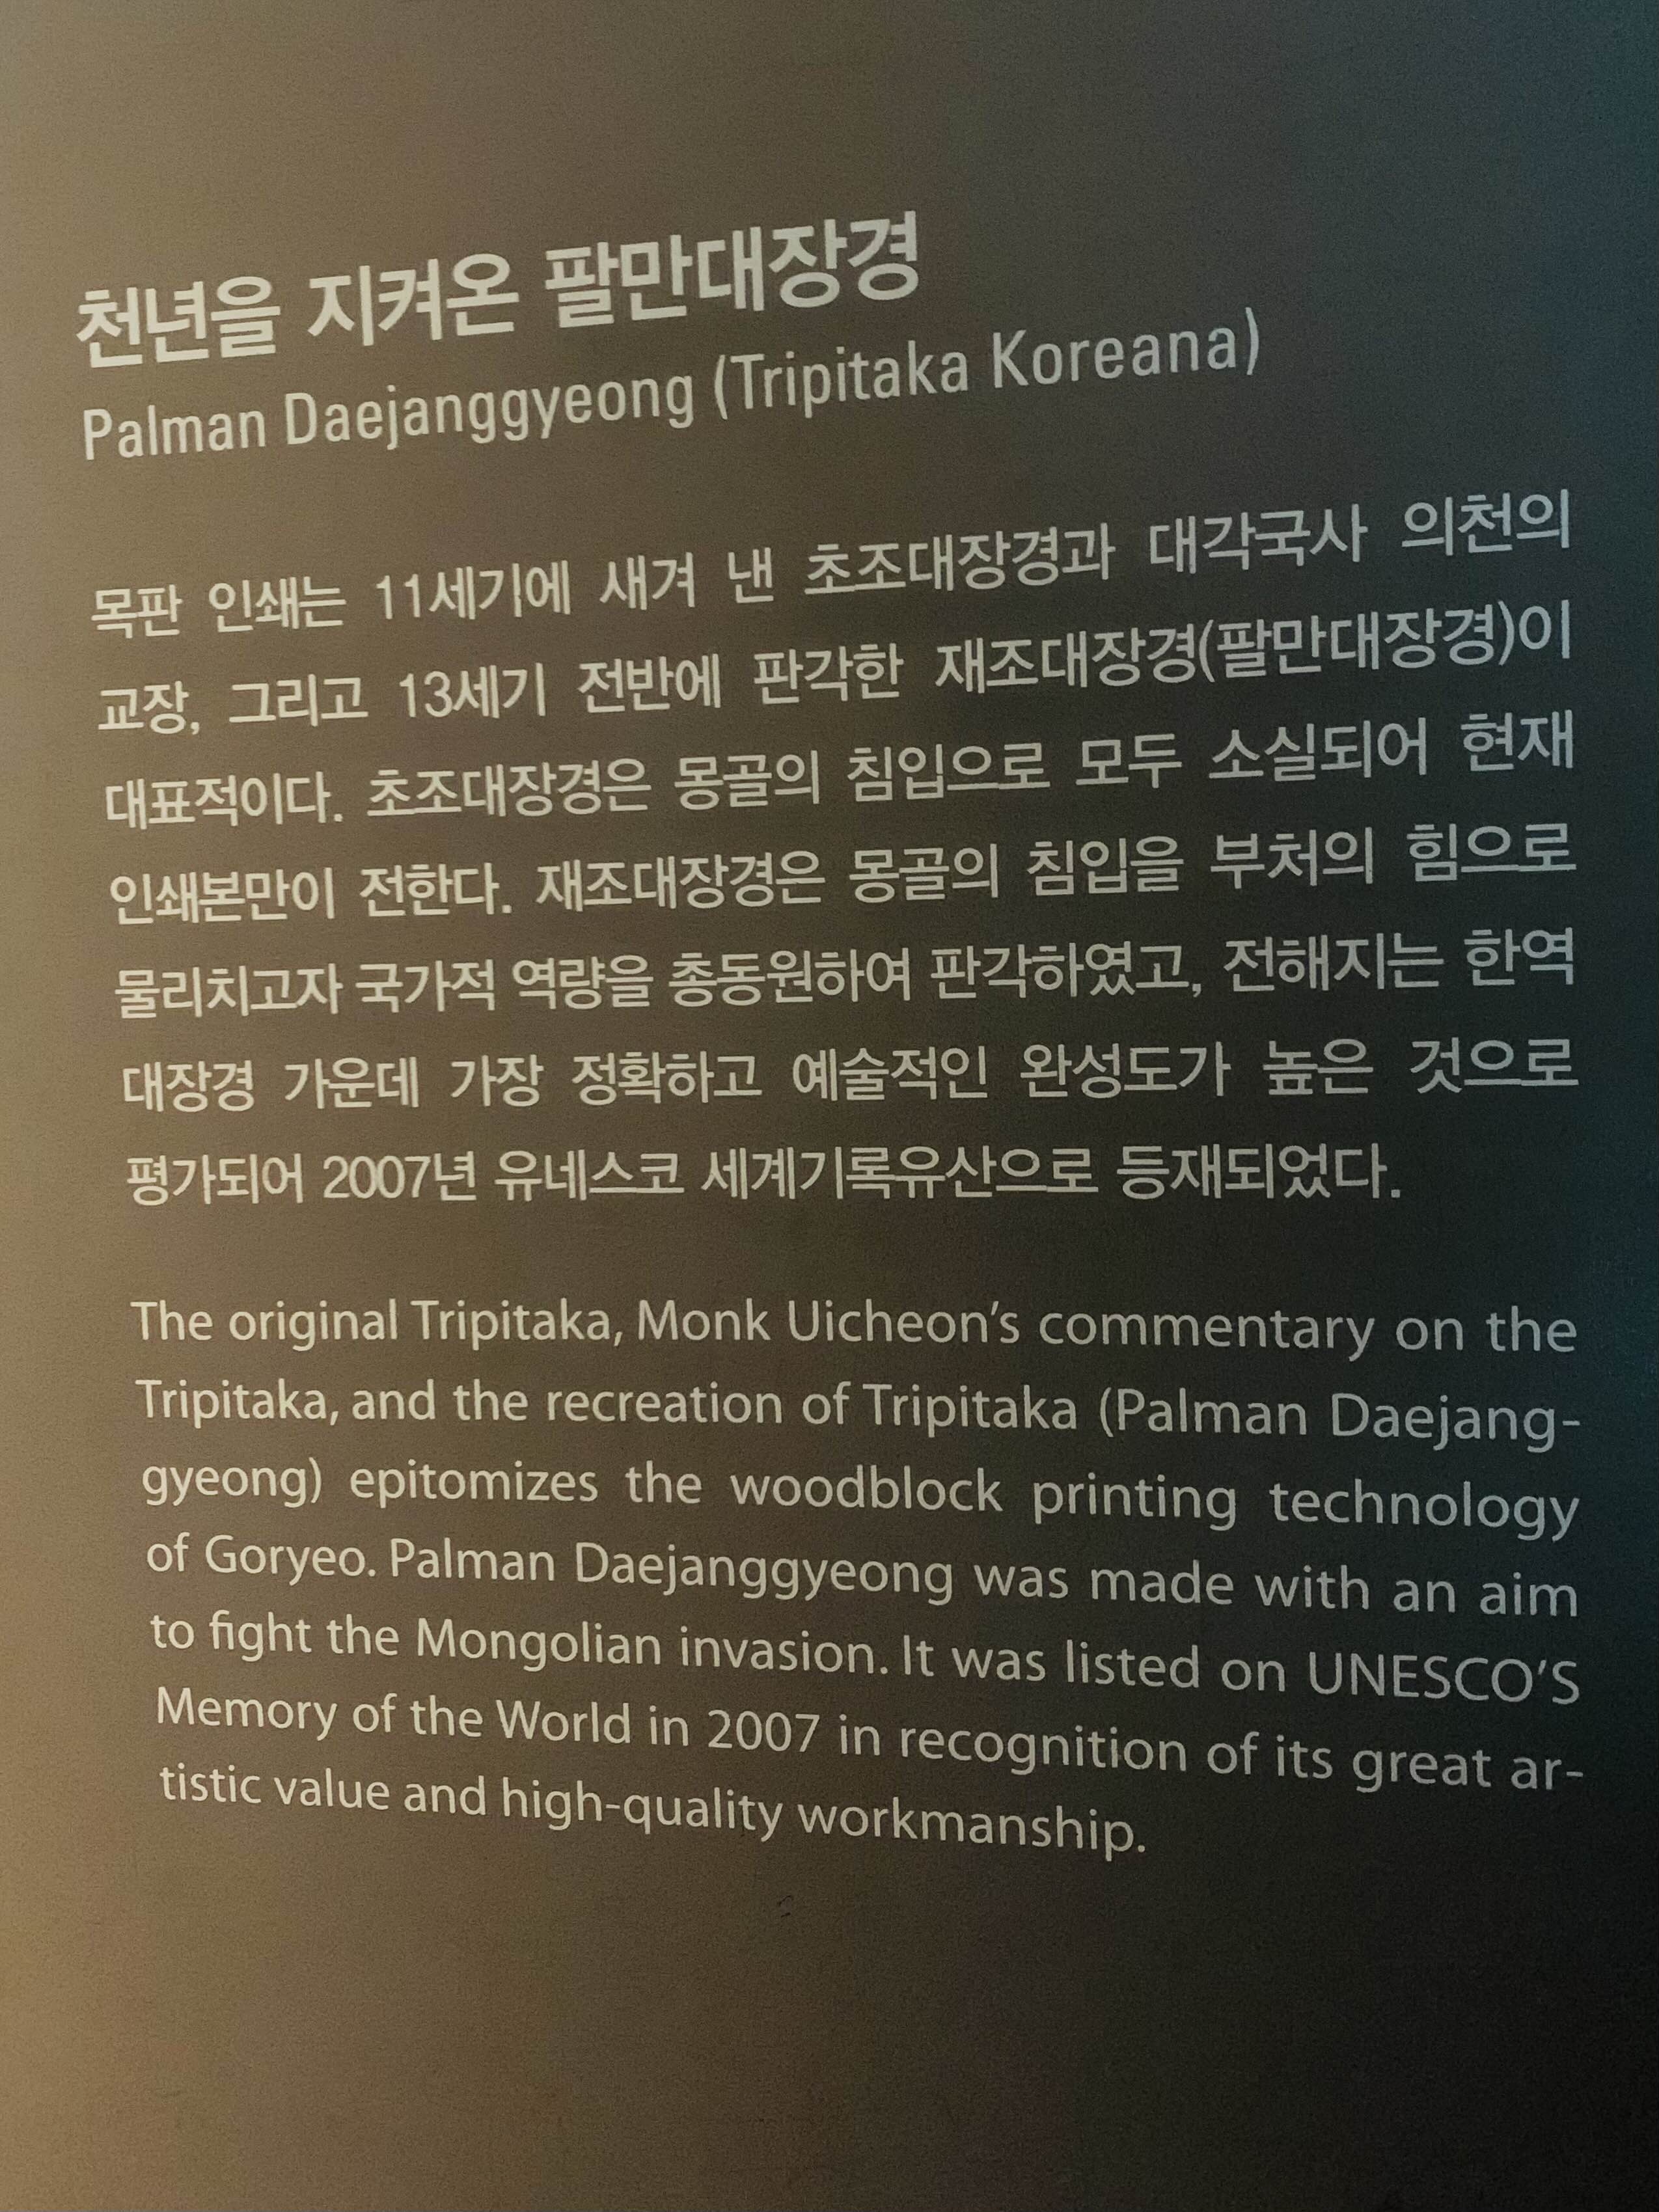 천년을 지켜온 팔만대장경
Palman Daejanggyeong (Tripitaka Koreana)
목판 인쇄는 11세기에 새겨 낸 초조대장경과 대각국사 의천의
교장, 그리고 13세기 전반에 판각한 재조대장경(팔만대장경)이
대표적이다. 초조대장경은 몽골의 침입으로 모두 소실되어 현재
인쇄본만이 전한다. 재조대장경은 몽골의 침입을 부처의 힘으로
물리치고자 국가적 역량을 총동원하여 판각하였고, 전해지는 한역
대장경 가운데 가장 정확하고 예술적인 완성도가 높은 것으로
평가되어 2007년 유네스코 세계기록유산으로 등재되었다.
The original Tripitaka, Monk Uicheon's commentary on the
Tripitaka, and the recreation of Tripitaka (Palman Daejang-
gyeong) epitomizes the woodblock printing technology
of Goryeo. Palman Daejanggyeong was made with an aim
to fight the Mongolian invasion. It was listed on UNESCO'S
Memory of the World in 2007 in recognition of its great ar-
tistic value and high-quality workmanship.